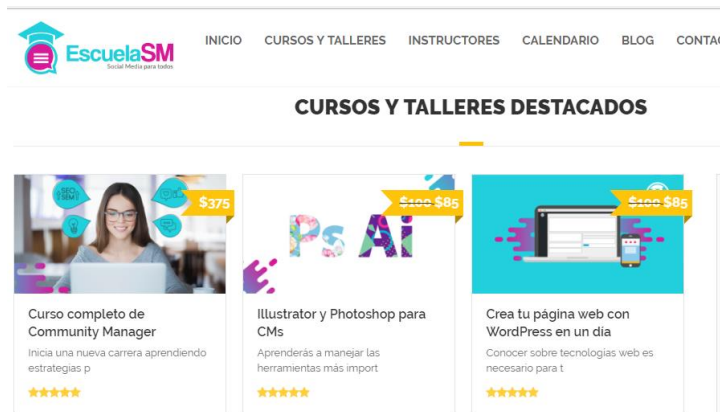 EscuelaSM
Social Media para todos
INICIO CURSOS Y TALLERES INSTRUCTORES CALENDARIO BLOG CONTAC
CURSOS Y TALLERES DESTACADOS
SEO
SEM
$375
Ps Ai
$100 $85
$100 $85
Curso completo de
Community Manager
Inicia una nueva carrera aprendiendo
estrategias p
Illustrator y Photoshop para
CMs
Aprenderás a manejar las
herramientas más import
Crea tu página web con
WordPress en un día
Conocer sobre tecnologías web es
necesario para t